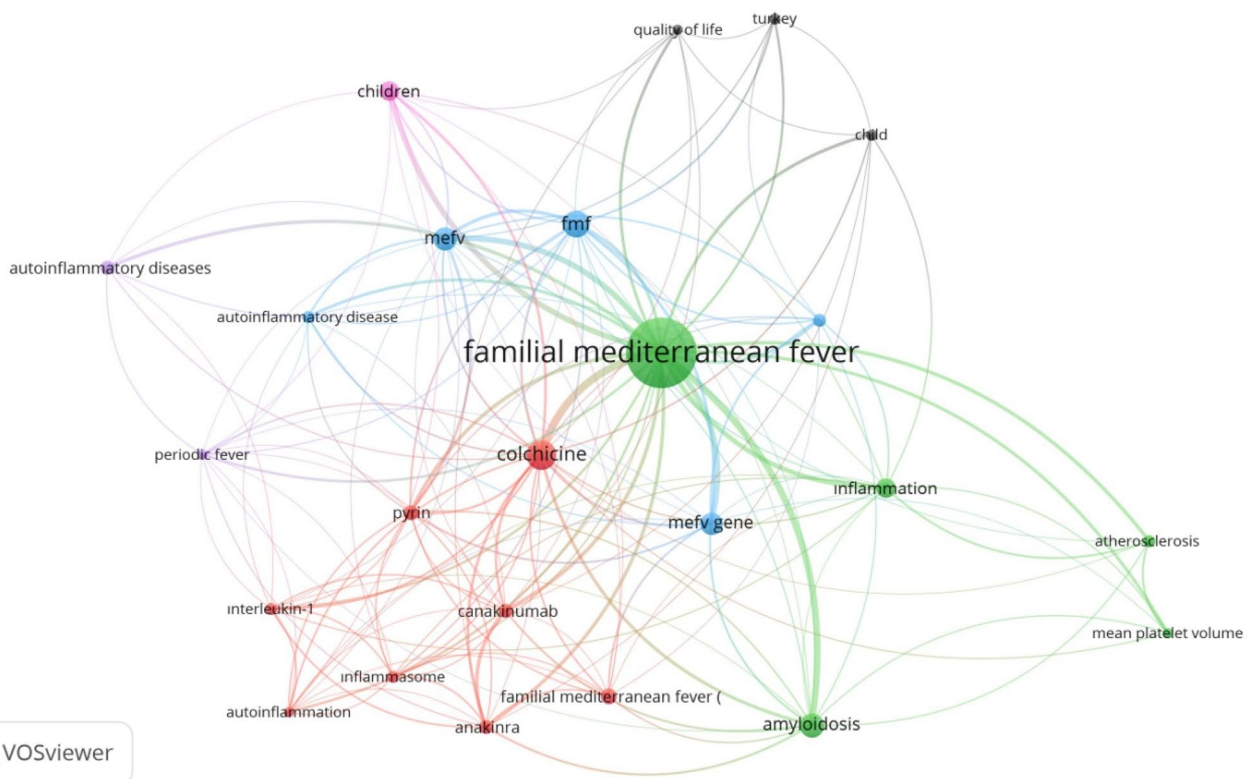 quality of life
turkey
children
child
fmf
mefv
autoinflammatory diseases
autoinflammatory disease
familial mediterranean fever
colchicine
periodic fever
inflammation
pyrin
mefv gene
atherosclerosis
ınterleukin-1
canakinumab
mean platelet volume
ınflammasome
familial mediterranean fever (
autoinflammation
anakinra
amyloidosis
VOSviewer